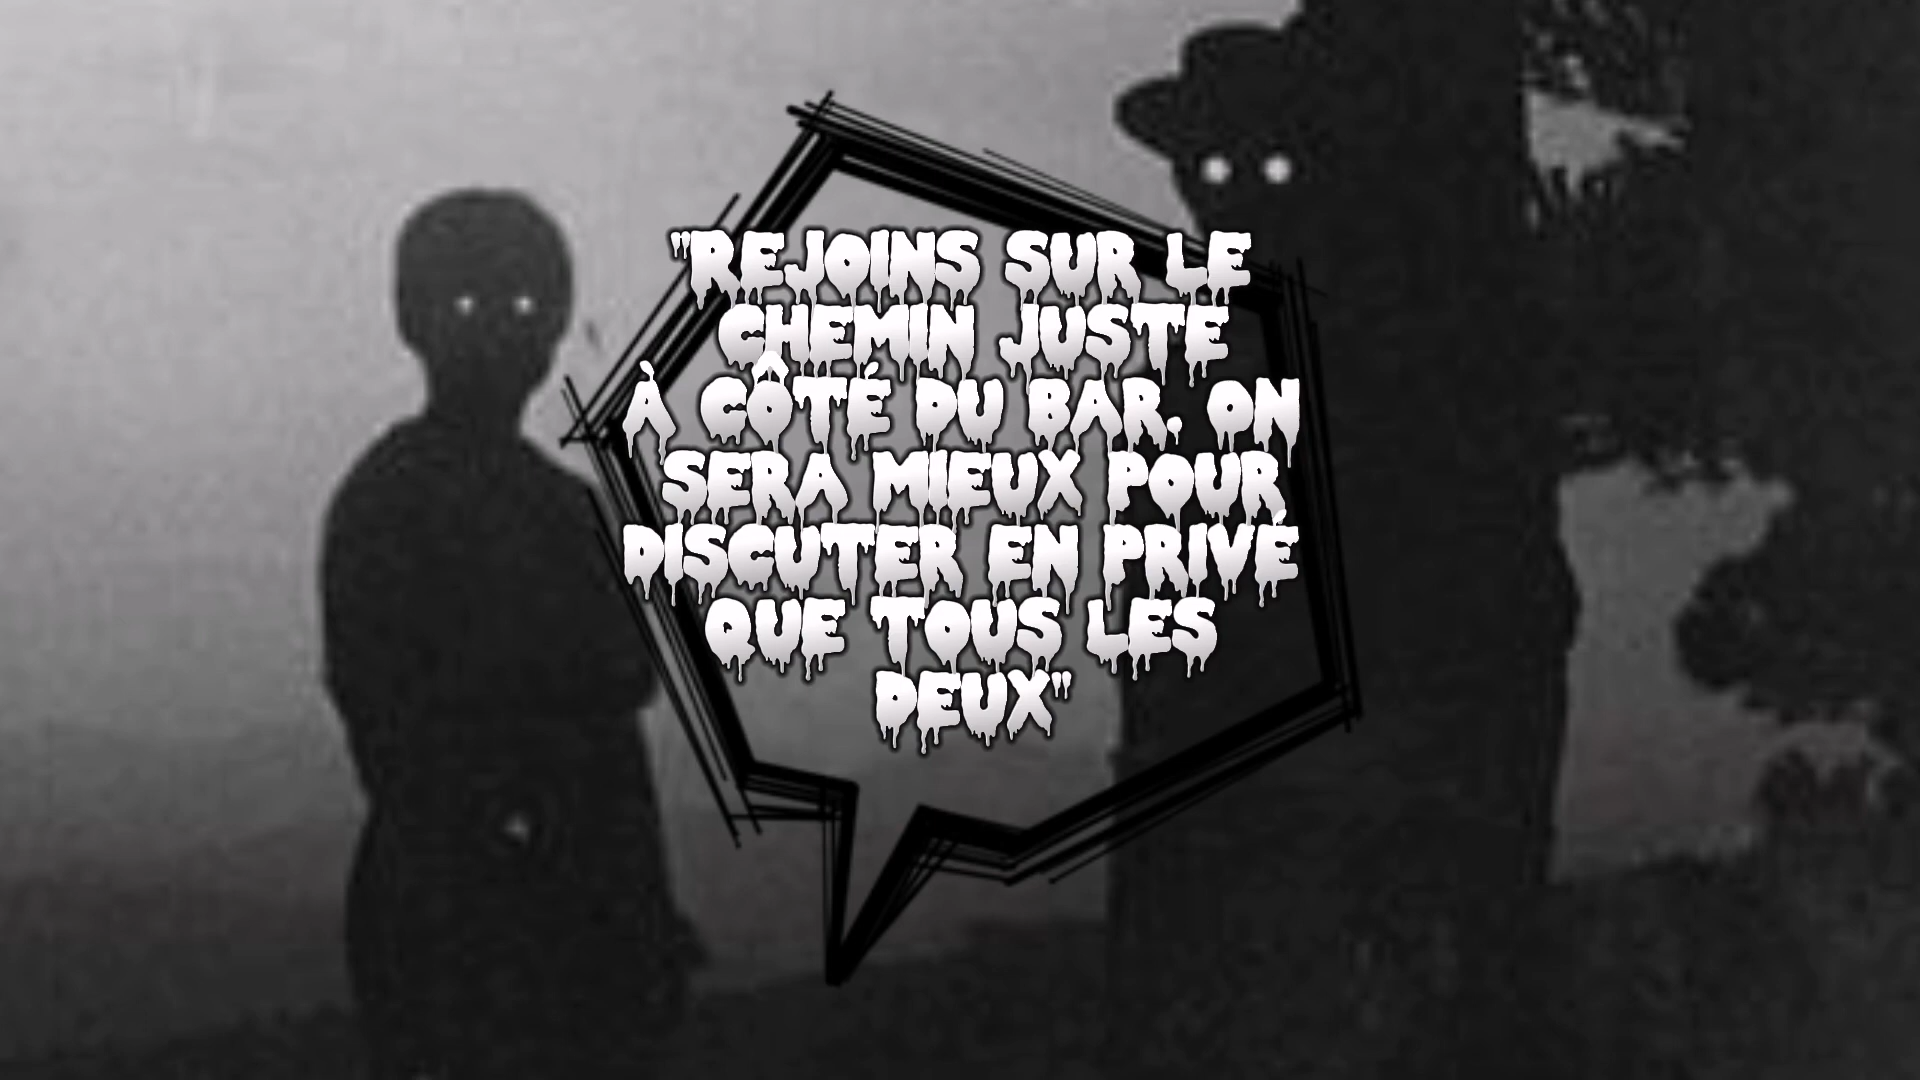 "REJOINS SUR LE
CHEMIN JUSTE
À CÔTÉ DU BAR. ON
SERA MIEUX POUR
DISCUTER EN PRIVÉ
QUE TOUS LES
DEUX"